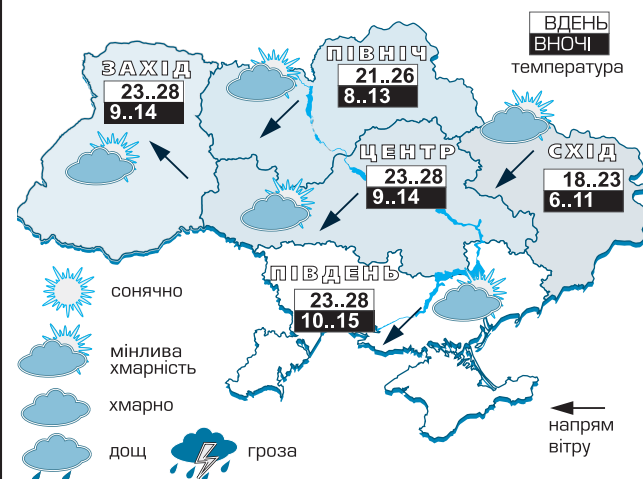 ВДЕНЬ
ВНОЧІ
температура
ПІВНІЧ
21..26
8..13
ЗАХІД
23..28
9..14
ЦЕНТР
23..28
9..14
СХІД
18..23
6..11
ПІВДЕНЬ
23..28
10..15
сонячно
мінлива
хмарність
хмарно
дощ
гроза
напрям
вітру